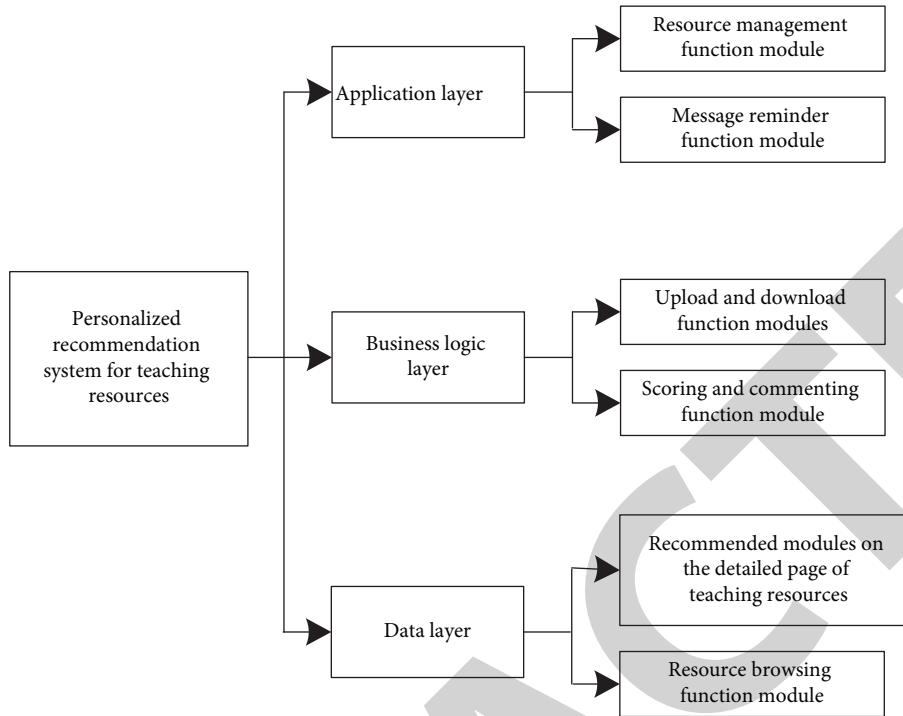 Resource management
function module
Application layer
Message reminder
function module
Personalized
recommendation
system for teaching
resources
Upload and download
function modules
Business logic
layer
Scoring and commenting
function module
Recommended modules on
the detailed page of
teaching resources
Data layer
Resource browsing
function module